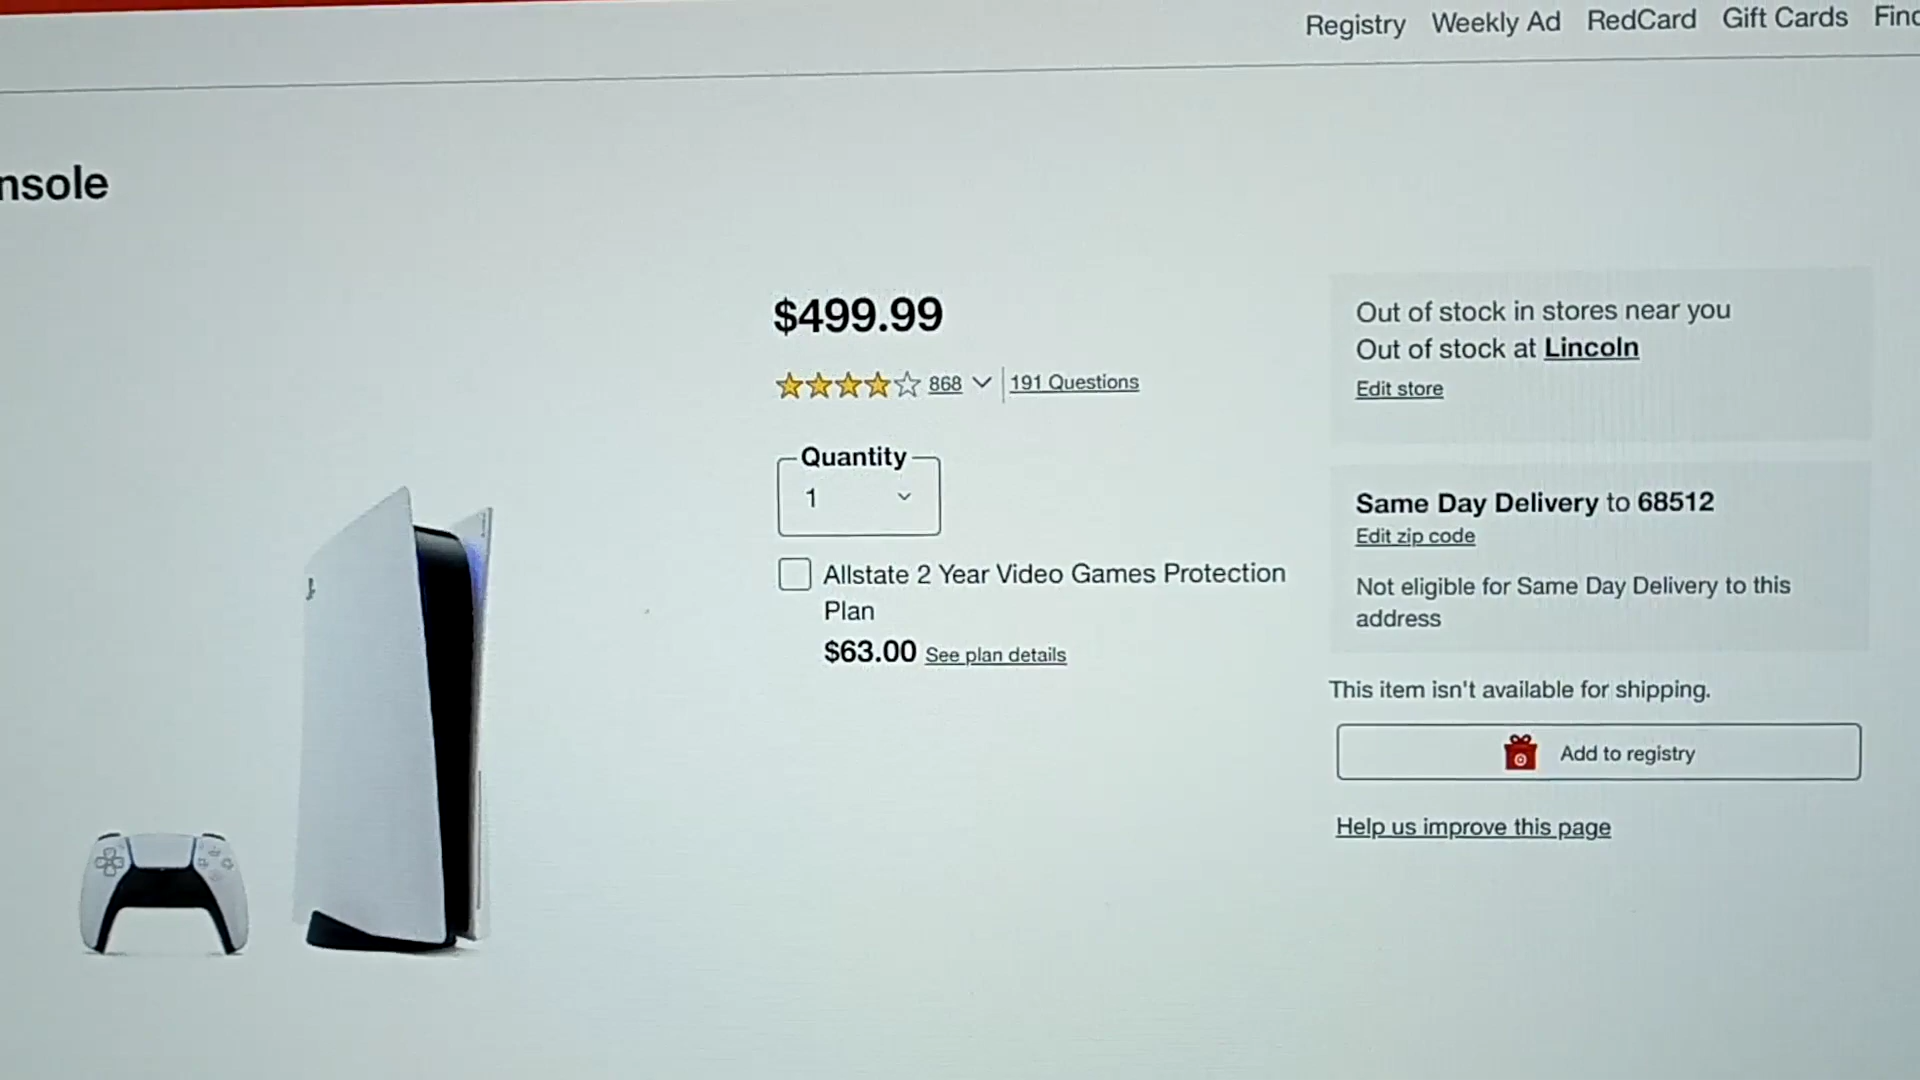 Registry Weekly Ad RedCard Gift Cards Find
nsole
$499.99
868 191 Questions
Quantity
1
Allstate 2 Year Video Games Protection
Plan
$63.00 See plan details
Out of stock in stores near you
Out of stock at Lincoln
Edit store
Same Day Delivery to 68512
Edit zip code
Not eligible for Same Day Delivery to this
address
This item isn't available for shipping.
Add to registry
Help us improve this page